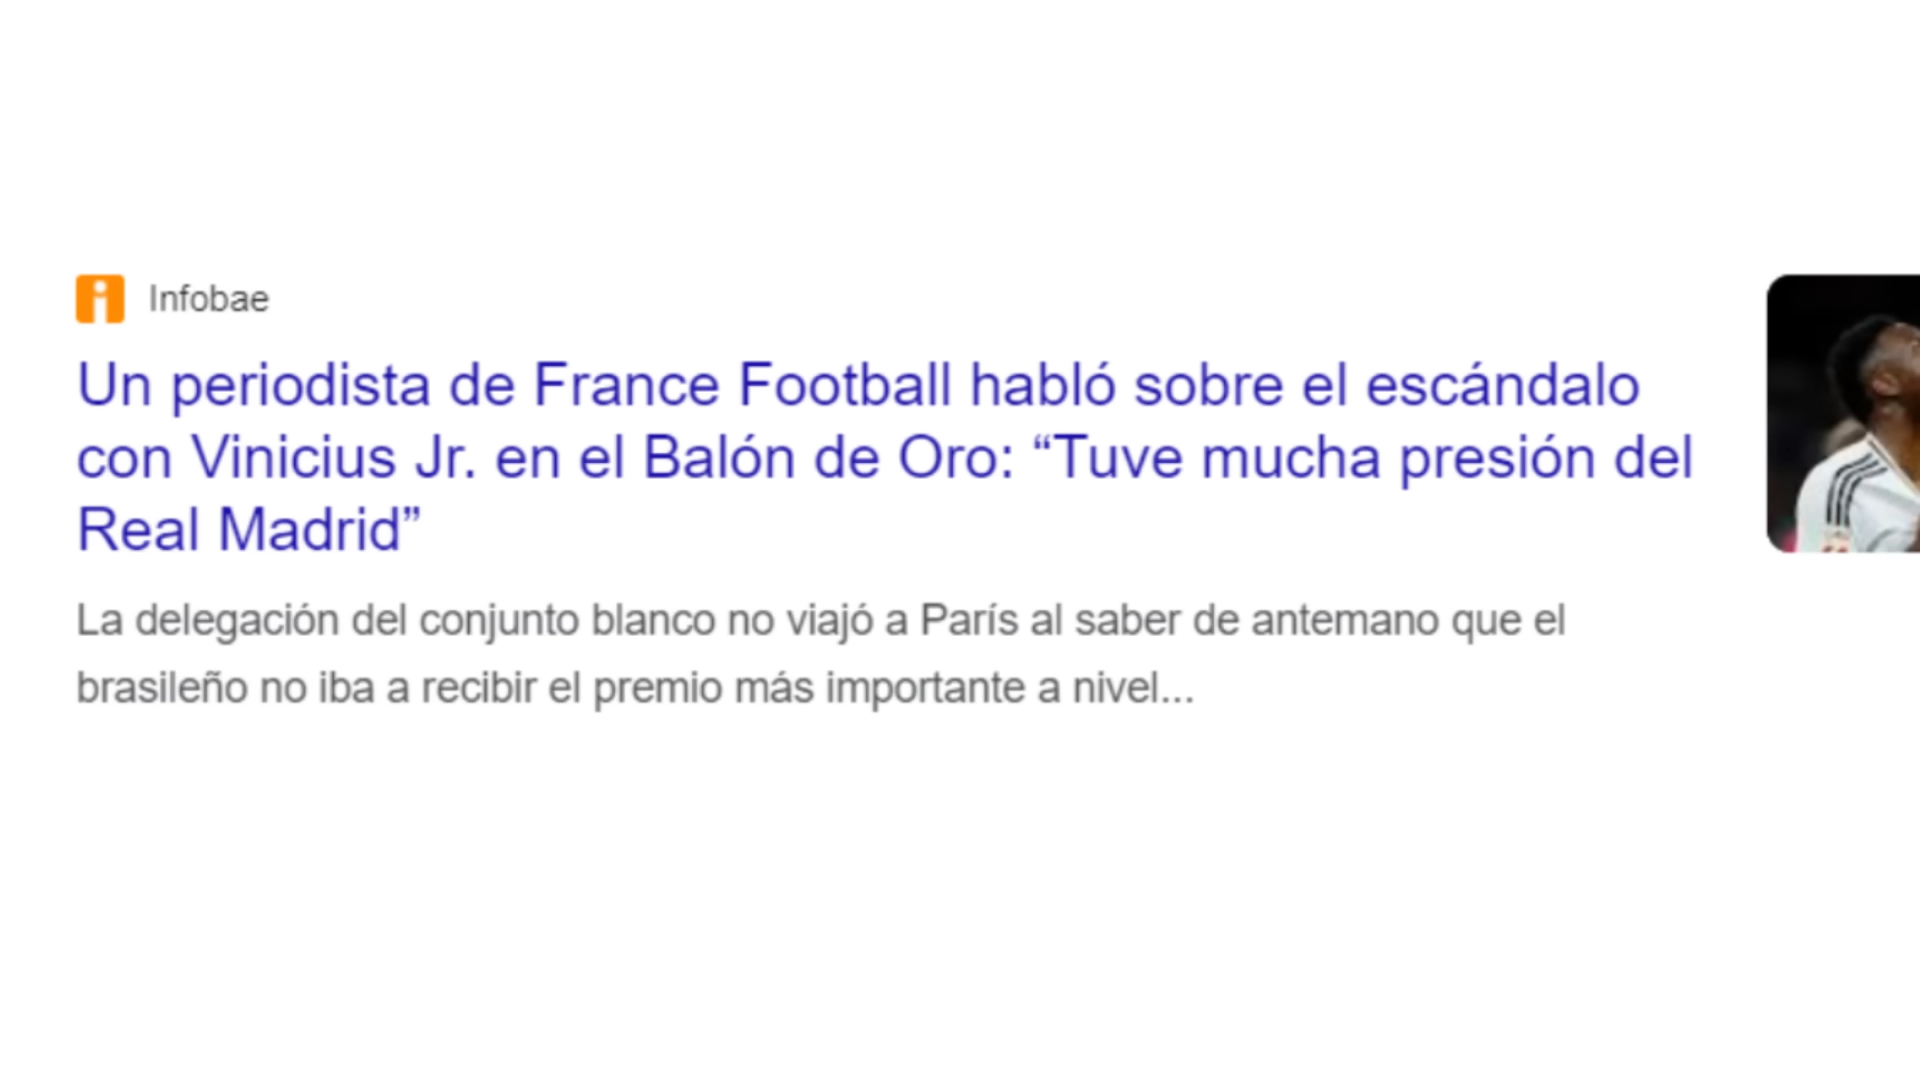 Infobae
Un periodista de France Football habló sobre el escándalo
con Vinicius Jr. en el Balón de Oro: “Tuve mucha presión del
Real Madrid”
La delegación del conjunto blanco no viajó a París al saber de antemano que el
brasileño no iba a recibir el premio más importante a nivel...